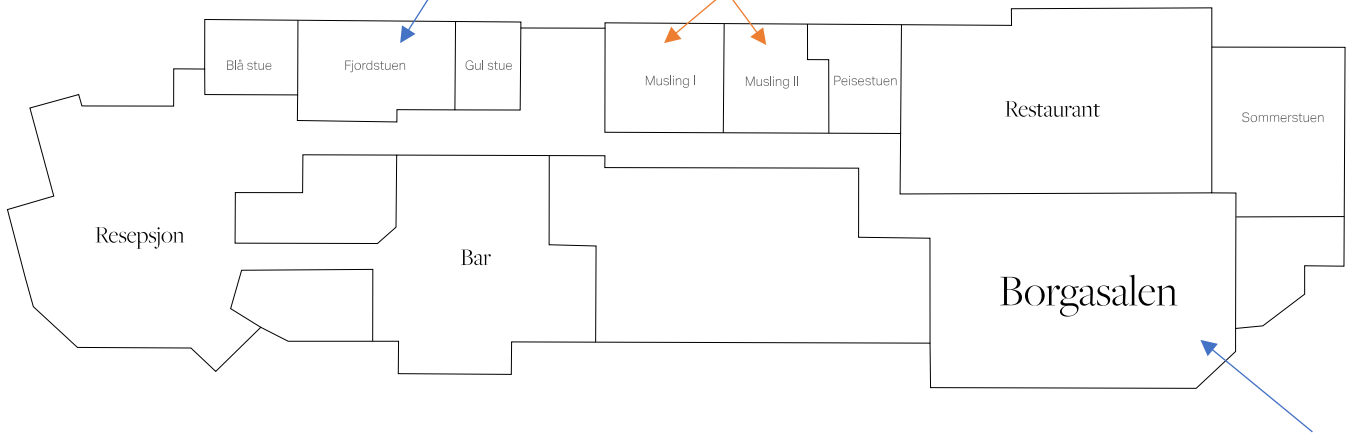 Blå stue
Fjordstuen
Gul stue
Musling I
Musling II
Peisestuen
Restaurant
Sommerstuen
Resepsjon
Bar
Borgasalen